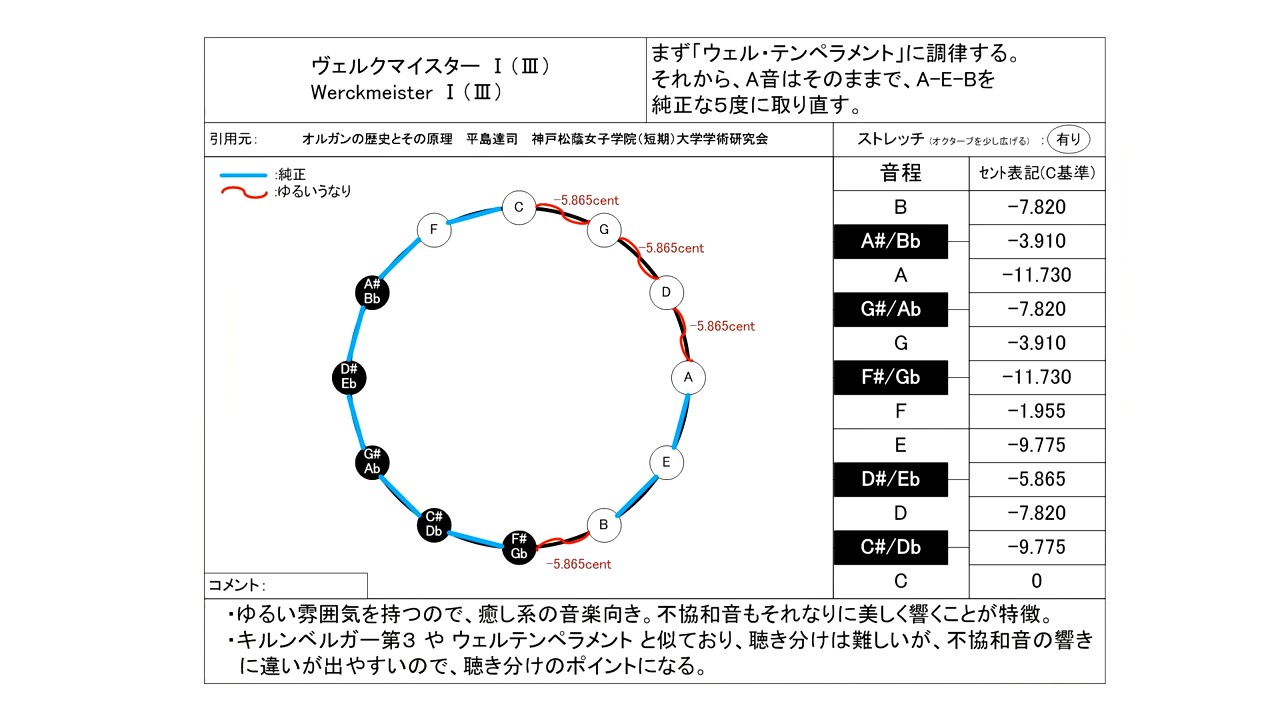 ヴェルクマイスター Ⅰ(Ⅲ)
Werckmeister Ⅰ(Ⅲ)
まず「ウェル・テンペラメント」に調律する。
それから、A音はそのままで、A-E-Bを
純正な5度に取り直す。
引用元: オルガンの歴史とその原理 平島達司 神戸松蔭女子学院(短期)大学学術研究会
ストレッチ(オクターブを少し広げる) : 有り
:純正
:ゆるいうなり
C
-5.865cent
G
-5.865cent
D
-5.865cent
A
E
B
-5.865cent
F#
Gb
C#
Db
G#
Ab
D#
Eb
A#
Bb
F
音程 セント表記(C基準)
B -7.820
A#/Bb -3.910
A -11.730
G#/Ab -7.820
G -3.910
F#/Gb -11.730
F -1.955
E -9.775
D#/Eb -5.865
D -7.820
C#/Db -9.775
C 0
コメント:
・ゆるい雰囲気を持つので、癒し系の音楽向き。不協和音もそれなりに美しく響くことが特徴。
・キルンベルガー第3 や ウェルテンペラメント と似ており、聴き分けは難しいが、不協和音の響き
に違いが出やすいので、聴き分けのポイントになる。